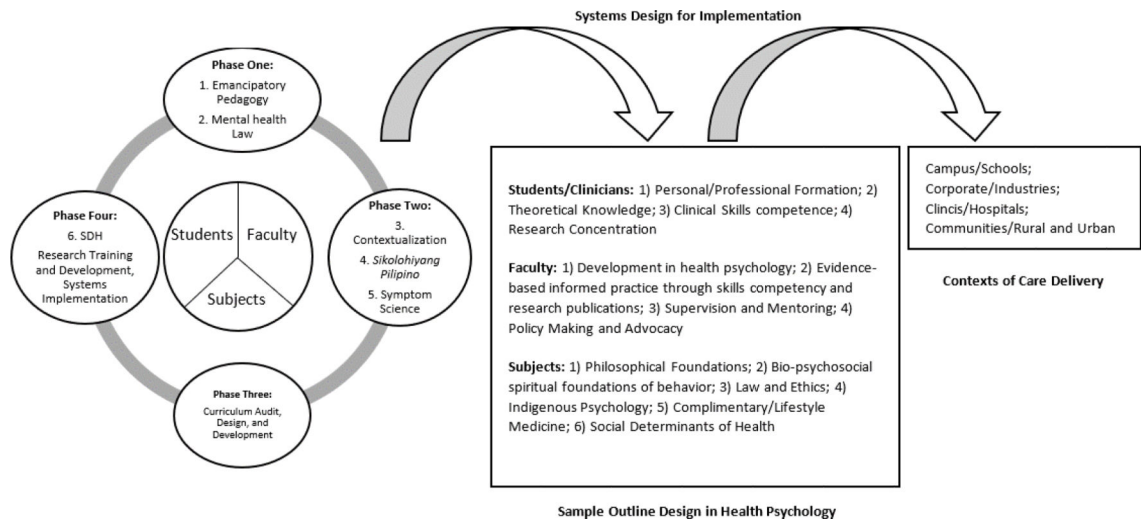 Systems Design for Implementation
Phase One:
1. Emancipatory
Pedagogy
2. Mental health
Law
Phase Two:
3.
Contextualization
4. Sikolohiyang
Pilipino
5. Symptom
Science
Phase Three:
Curriculum Audit,
Design, and
Development
Phase Four:
6. SDH
Research Training
and Development,
Systems
Implementation
Students
Faculty
Subjects
Students/Clinicians: 1) Personal/Professional Formation; 2)
Theoretical Knowledge; 3) Clinical Skills competence; 4)
Research Concentration
Faculty: 1) Development in health psychology; 2) Evidence-
based informed practice through skills competency and
research publications; 3) Supervision and Mentoring; 4)
Policy Making and Advocacy
Subjects: 1) Philosophical Foundations; 2) Bio-psychosocial
spiritual foundations of behavior; 3) Law and Ethics; 4)
Indigenous Psychology; 5) Complimentary/Lifestyle
Medicine; 6) Social Determinants of Health
Sample Outline Design in Health Psychology
Campus/Schools;
Corporate/Industries;
Clincis/Hospitals;
Communities/Rural and Urban
Contexts of Care Delivery